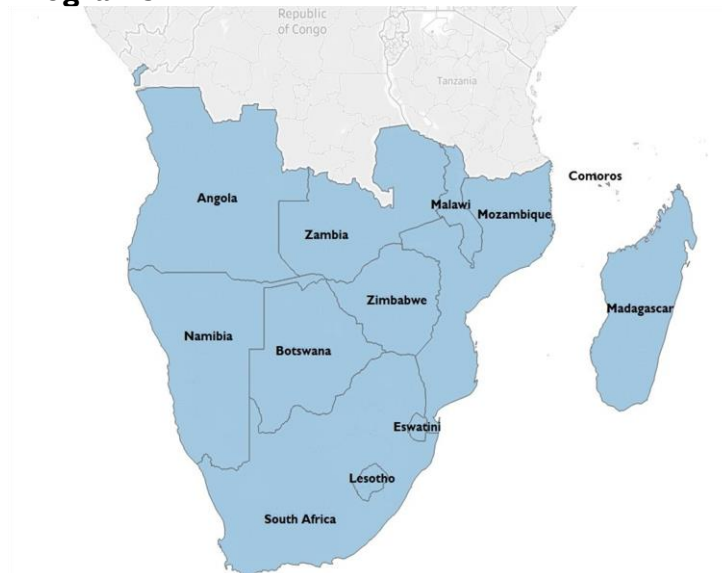 Republic
of Congo
Tanzania
Comoros
Angola
Malawi
Mozambique
Zambia
Zimbabwe
Madagascar
Namibia
Botswana
Eswatini
Lesotho
South Africa